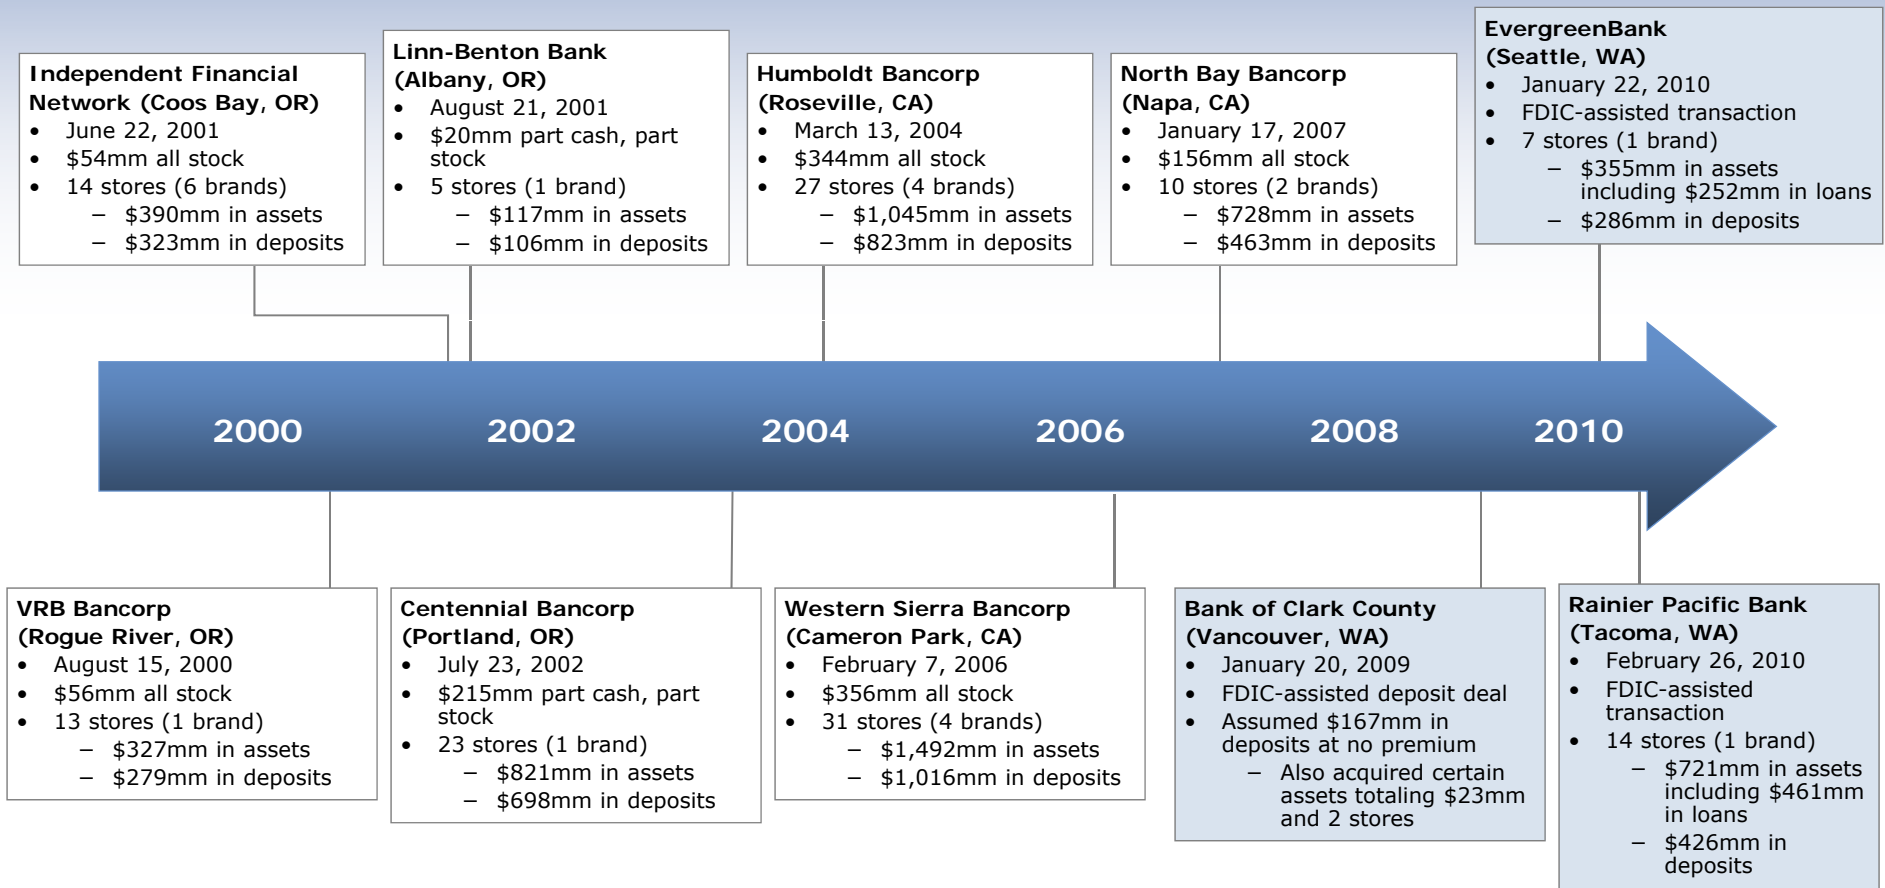 Independent Financial
Network (Coos Bay, OR)
• June 22, 2001
• $54mm all stock
• 14 stores (6 brands)
– $390mm in assets
– $323mm in deposits
Linn-Benton Bank
(Albany, OR)
• August 21, 2001
• $20mm part cash, part
stock
• 5 stores (1 brand)
– $117mm in assets
– $106mm in deposits
Humboldt Bancorp
(Roseville, CA)
• March 13, 2004
• $344mm all stock
• 27 stores (4 brands)
– $1,045mm in assets
– $823mm in deposits
North Bay Bancorp
(Napa, CA)
• January 17, 2007
• $156mm all stock
• 10 stores (2 brands)
– $728mm in assets
– $463mm in deposits
EvergreenBank
(Seattle, WA)
• January 22, 2010
• FDIC-assisted transaction
• 7 stores (1 brand)
– $355mm in assets
including $252mm in loans
– $286mm in deposits
2000
2002
2004
2006
2008
2010
VRB Bancorp
(Rogue River, OR)
• August 15, 2000
• $56mm all stock
• 13 stores (1 brand)
– $327mm in assets
– $279mm in deposits
Centennial Bancorp
(Portland, OR)
• July 23, 2002
• $215mm part cash, part
stock
• 23 stores (1 brand)
– $821mm in assets
– $698mm in deposits
Western Sierra Bancorp
(Cameron Park, CA)
• February 7, 2006
• $356mm all stock
• 31 stores (4 brands)
– $1,492mm in assets
– $1,016mm in deposits
Bank of Clark County
(Vancouver, WA)
• January 20, 2009
• FDIC-assisted deposit deal
• Assumed $167mm in
deposits at no premium
– Also acquired certain
assets totaling $23mm
and 2 stores
Rainier Pacific Bank
(Tacoma, WA)
• February 26, 2010
• FDIC-assisted
transaction
• 14 stores (1 brand)
– $721mm in assets
including $461mm
in loans
– $426mm in
deposits